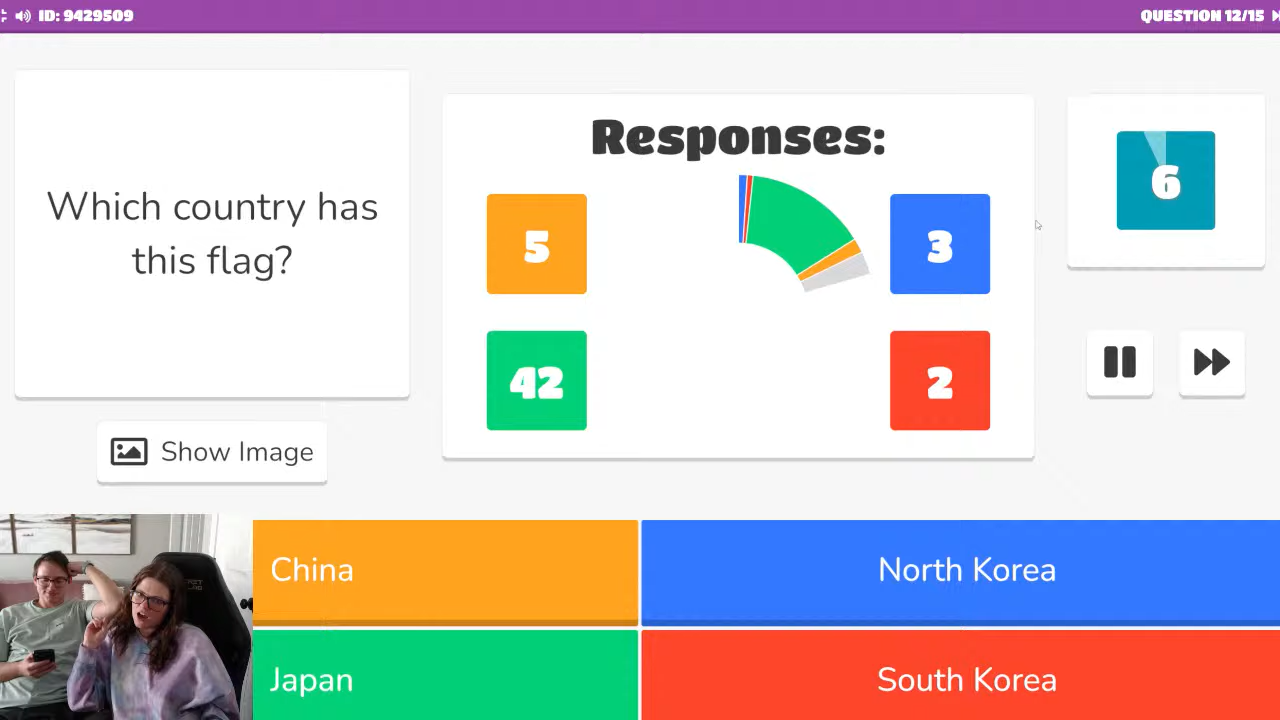 ID: 9429509
QUESTION 12/15
Which country has
this flag?
Show Image
Responses:
5
3
42
2
6
China
North Korea
Japan
South Korea